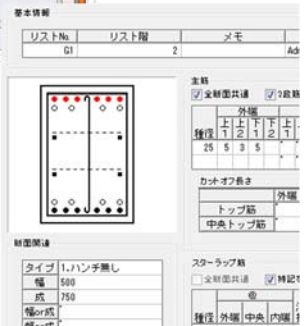 基本情報
リストNo. リスト階 メモ
G1 2 Ad
主筋
全断面共通 2段筋
外端
種径 上1 上2 下2 下1 上1
25 5 3 5
カットオフ長さ
外端
トップ筋
中央トップ筋
断面関連
タイプ 1.ハンチ無し
幅 500
成 750
幅or成
スターラップ筋
全断面共通 特記
種径 外端 中央 内端